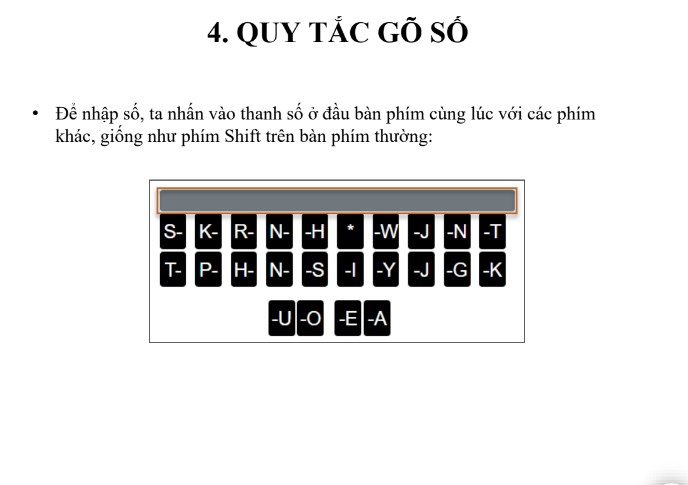 4. QUY TẮC GÕ SỐ
• Để nhập số, ta nhấn vào thanh số ở đầu bàn phím cùng lúc với các phím
khác, giống như phím Shift trên bàn phím thường:
S- K- R- N- -H * -W -J -N -T
T- P- H- N- -S -I -Y -J -G -K
-U -O -E -A